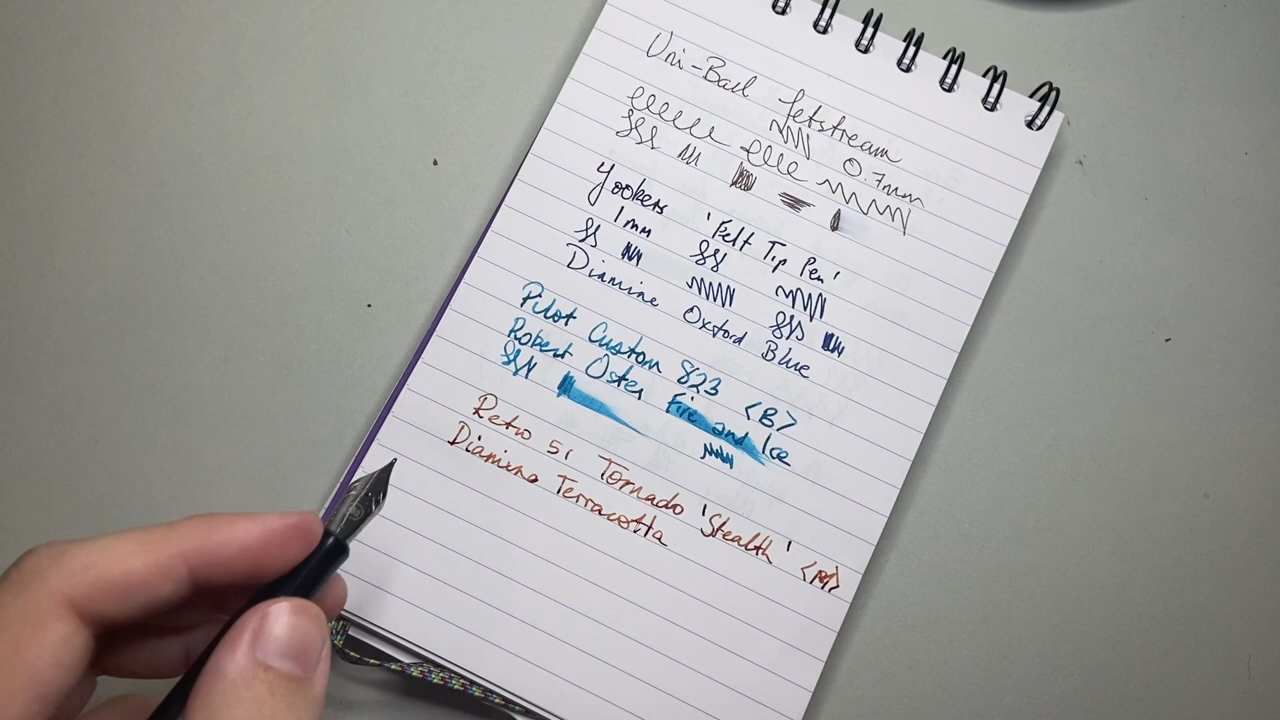 Uni-Ball Jetstream
0.7mm
Yookers 'Felt Tip Pen'
1mm
Diamine Oxford Blue
Pilot Custom 823 <B>
Robert Oster Fire and Ice
Retro 51 Tornado 'Stealth' <M>
Diamine Terracotta